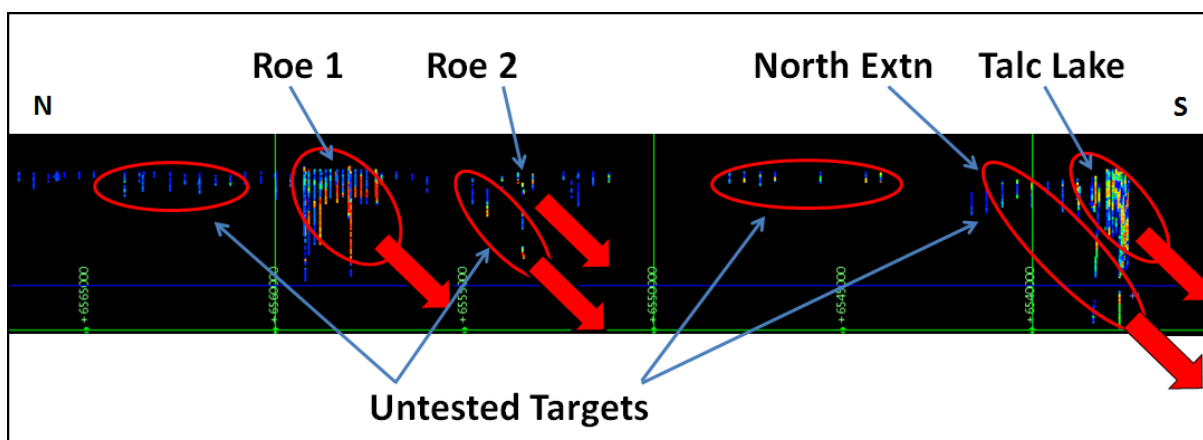 Roe 1 Roe 2 North Extn Talc Lake
N S
+6565000 +6560000 +6555000 +6550000 +6545000 +6540000
Untested Targets